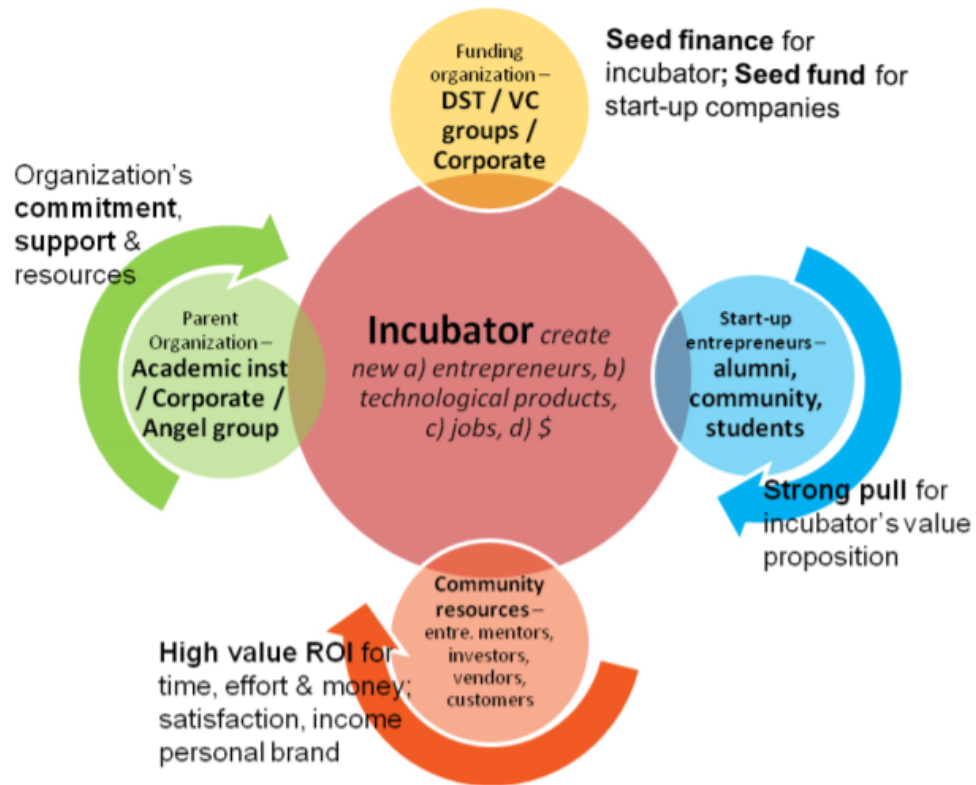 Funding
organization–
DST / VC
groups /
Corporate
Seed finance for
incubator; Seed fund for
start-up companies
Organization's
commitment,
support &
resources
Parent
Organization–
Academic inst
/ Corporate /
Angel group
Incubator create
new a) entrepreneurs, b)
technological products,
c) jobs, d) $
Start-up
entrepreneurs–
alumni,
community,
students
Strong pull for
incubator's value
proposition
Community
resources–
entre. mentors,
investors,
vendors,
customers
High value ROI for
time, effort & money;
satisfaction, income
personal brand